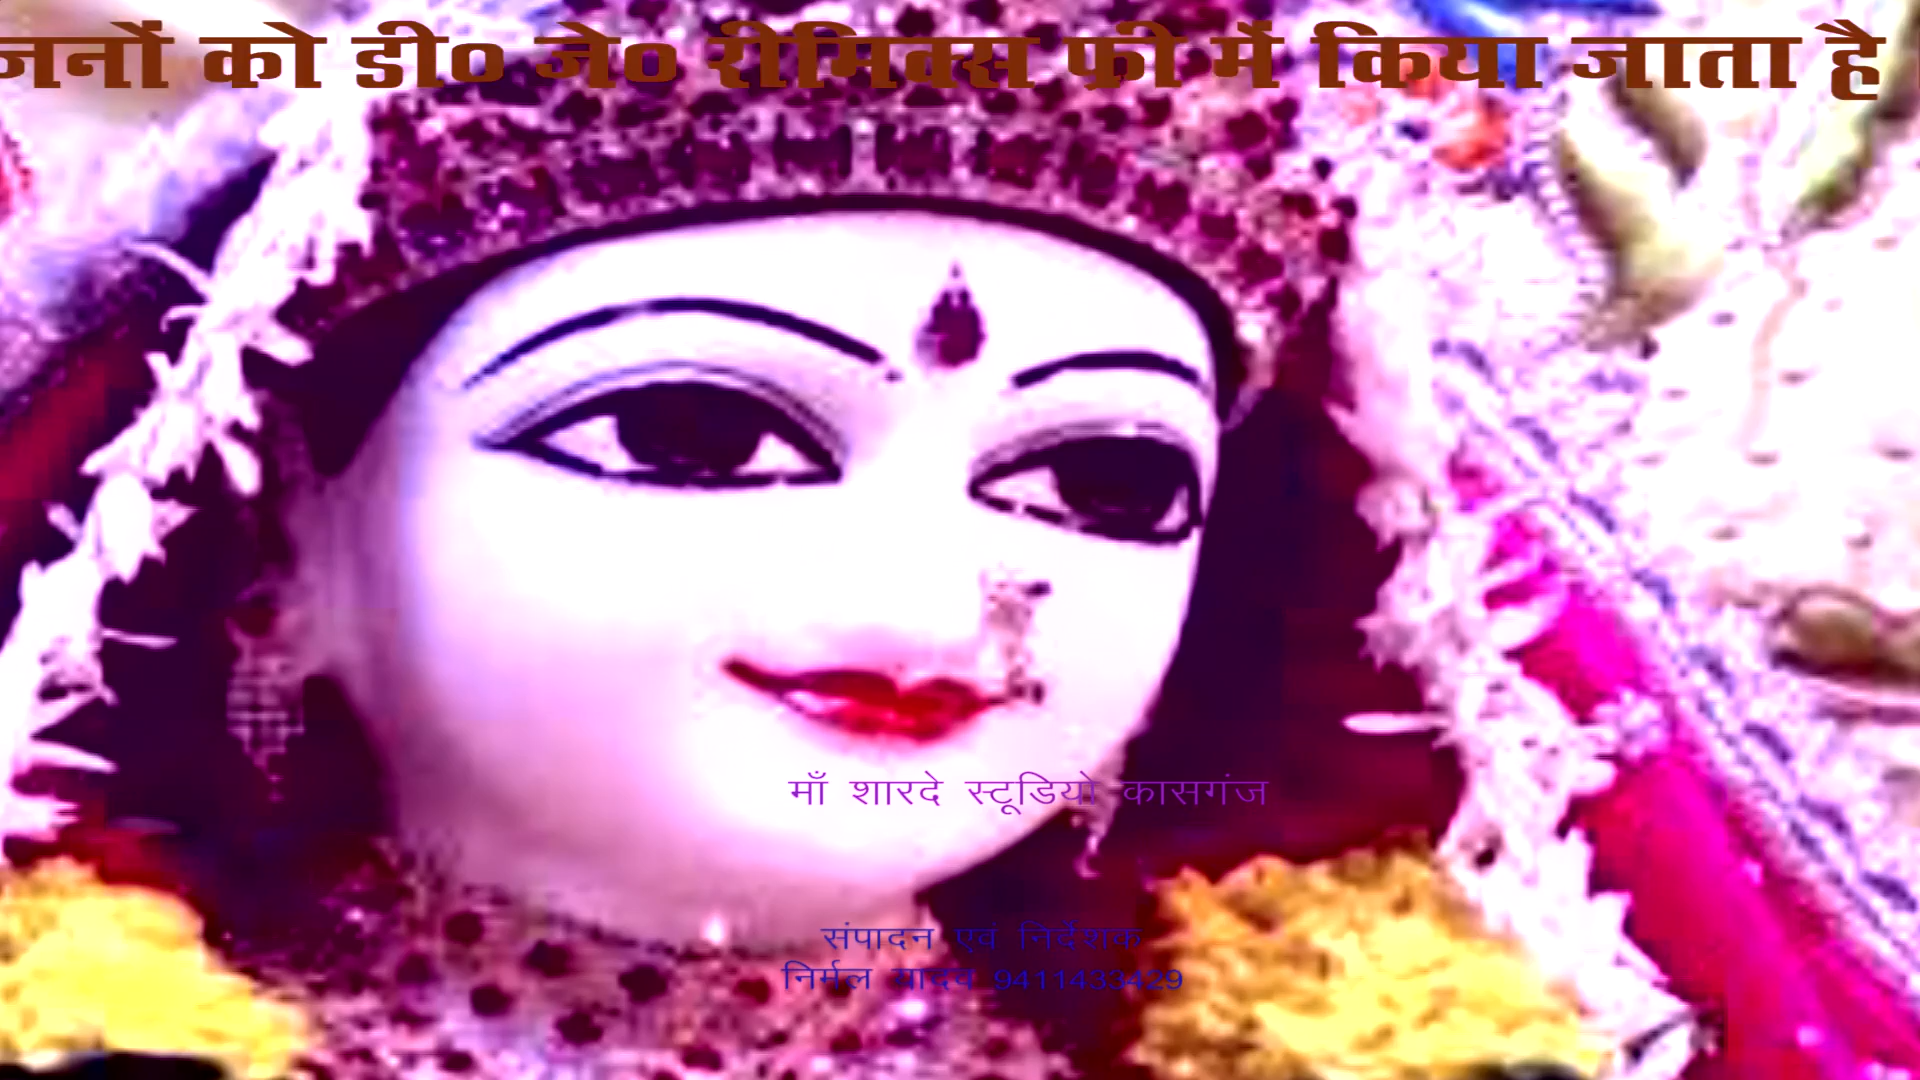 जनों को डी० जे० रीमिक्स फ्री में किया जाता है
माँ शारदे स्टूडियो कासगंज
संपादन एवं निर्देशक
निर्मल यादव 9411433429